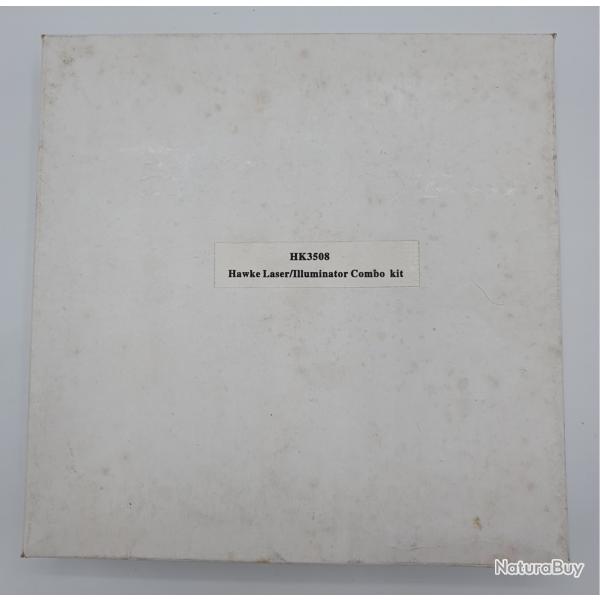 HK3508
Hawke Laser/Illuminator Combo kit
NaturaBuy